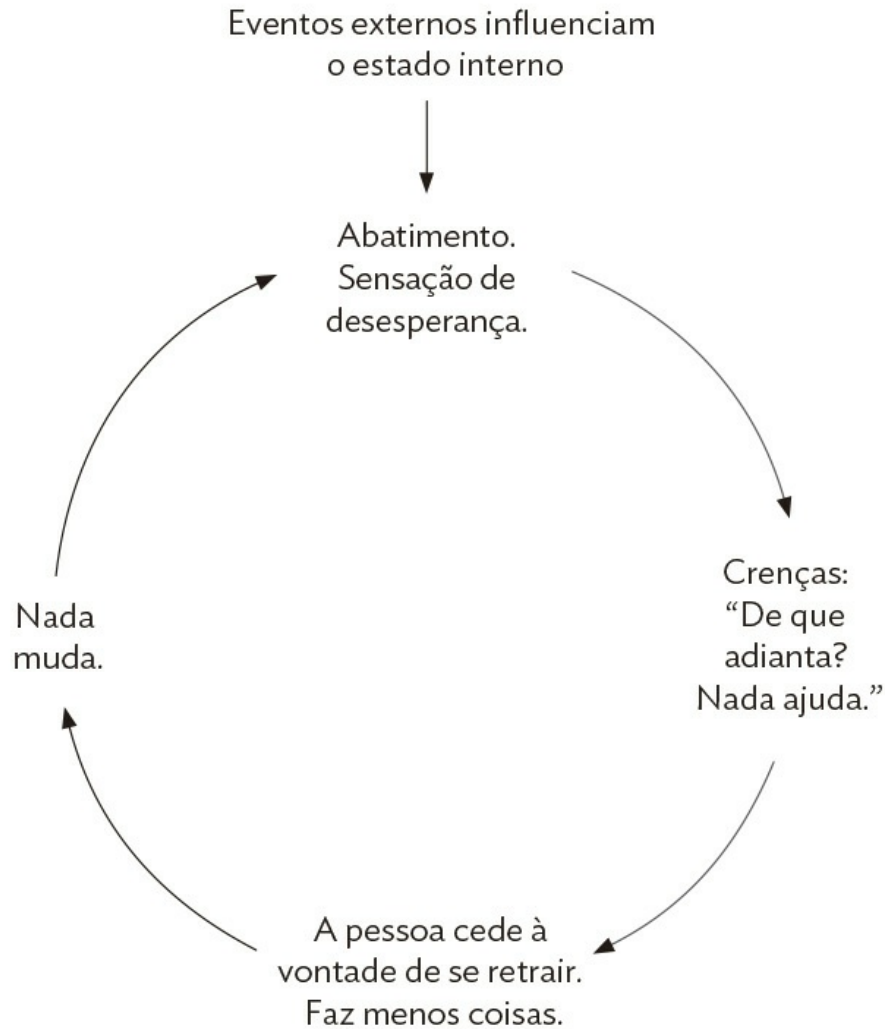 Eventos externos influenciam
o estado interno
Abatimento.
Sensação de
desesperança.
Crenças:
“De que
adianta?
Nada ajuda.”
A pessoa cede à
vontade de se retrair.
Faz menos coisas.
Nada
muda.